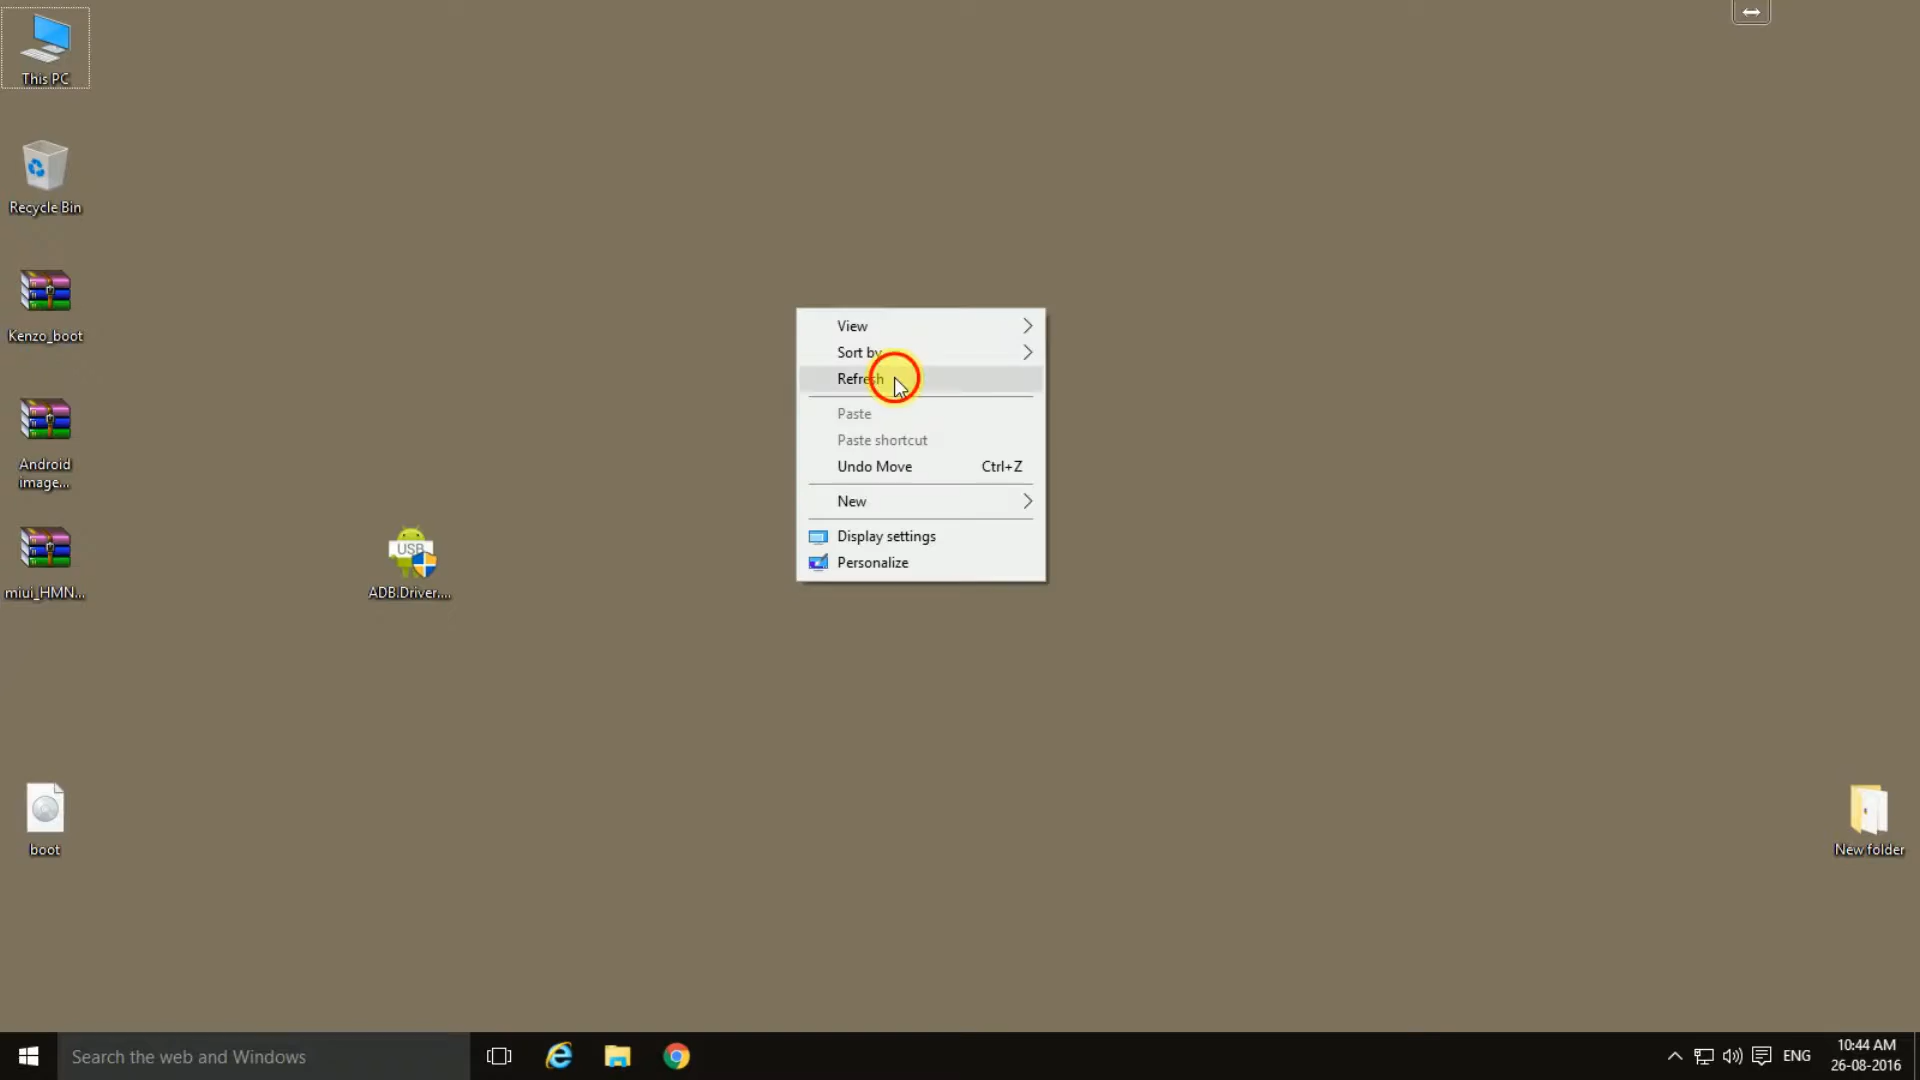 This PC
Recycle Bin
Kenzo_boot
Android
image...
miui_HMN...
boot
USB
ADB.Driver....
View
Sort by
Refresh
Paste
Paste shortcut
Undo Move Ctrl+Z
New
Display settings
Personalize
New folder
Search the web and Windows
ENG
10:44 AM
26-08-2016